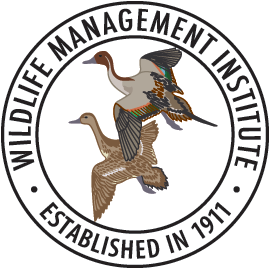 WILDLIFE MANAGEMENT INSTITUTE
• ESTABLISHED IN 1911 •